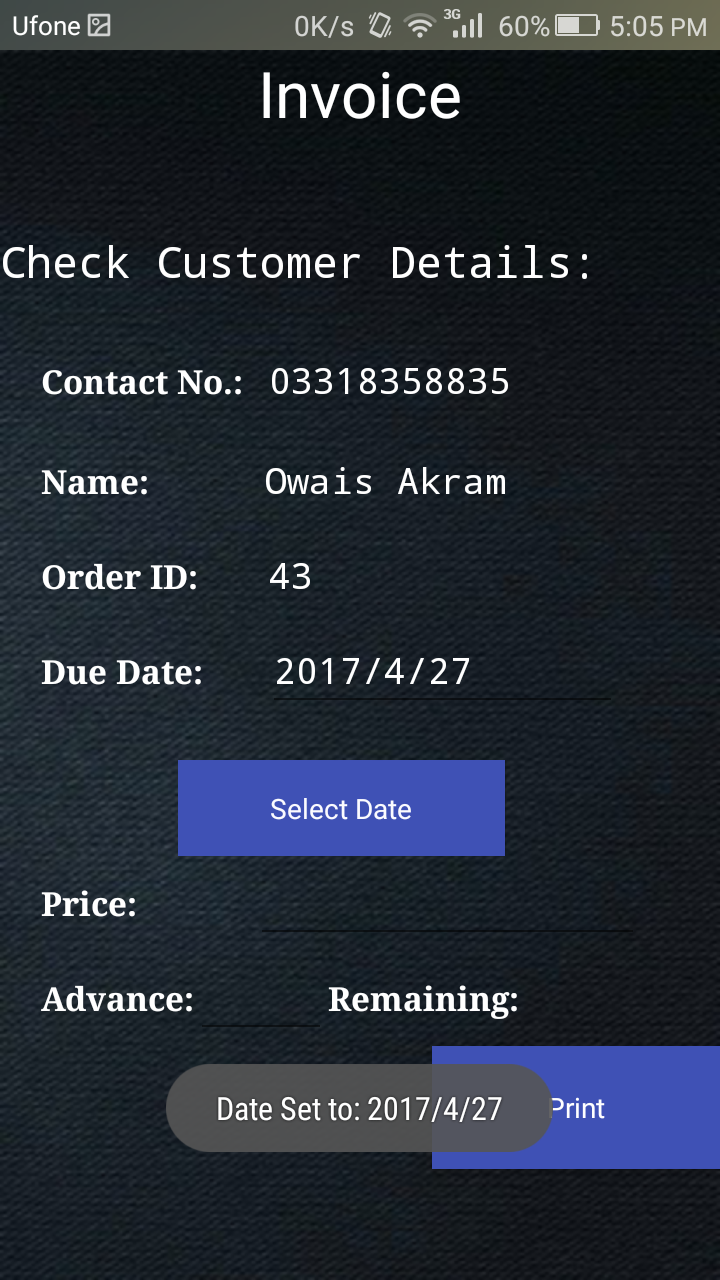 Ufone 0K/s 3G 60% 5:05 PM
Invoice
Check Customer Details:
Contact No.: 03318358835
Name: Owais Akram
Order ID: 43
Due Date: 2017/4/27
Select Date
Price:
Advance: Remaining:
Date Set to: 2017/4/27 Print